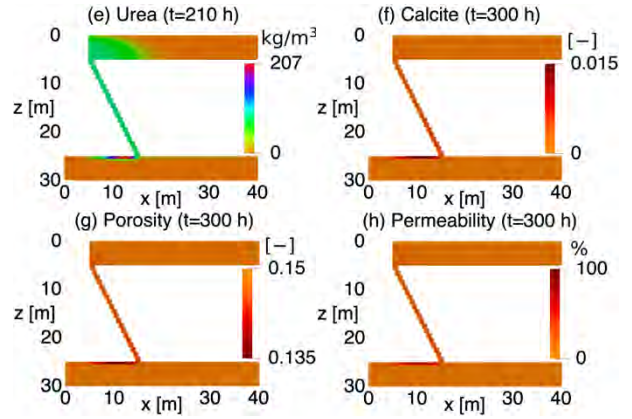 (e) Urea (t=210 h)
kg/m³
207
0
0
10
20
30
z [m]
0 10 20 30 40
x [m]
(f) Calcite (t=300 h)
[−]
0.015
0
0
10
20
30
z [m]
0 10 20 30 40
x [m]
(g) Porosity (t=300 h)
[−]
0.15
0.135
0
10
20
30
z [m]
0 10 20 30 40
x [m]
(h) Permeability (t=300 h)
%
100
0
0
10
20
30
z [m]
0 10 20 30 40
x [m]